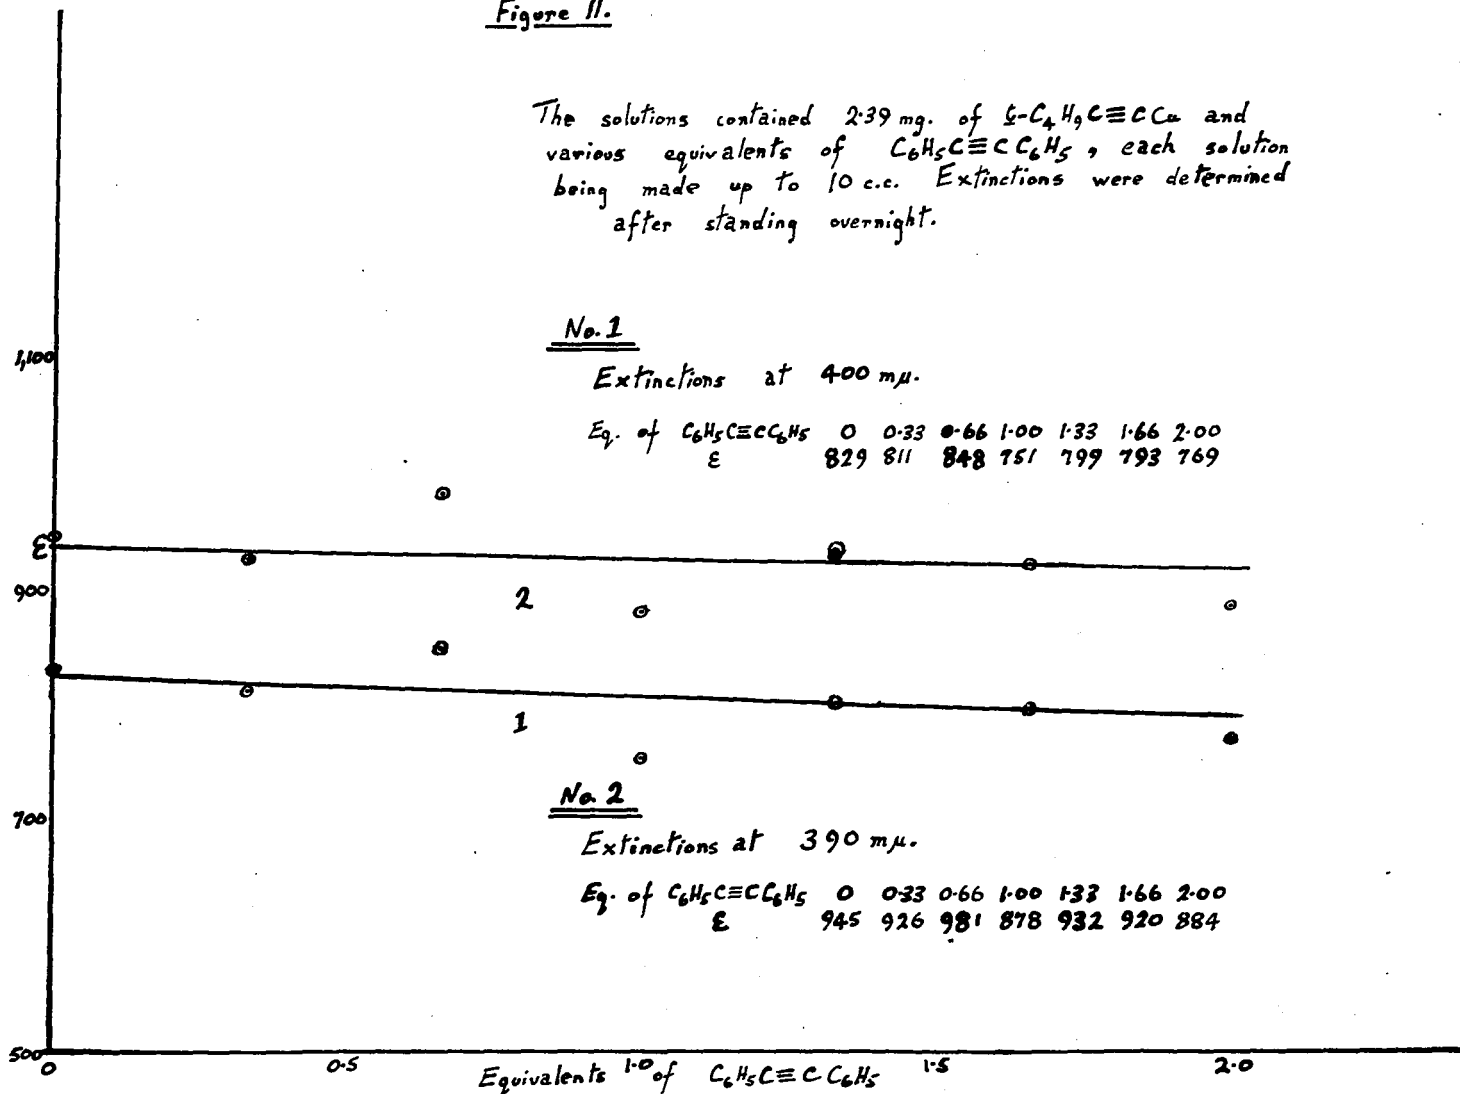 Figure II.
The solutions contained 2.39 mg. of t-C₄H₉C≡CCu and
various equivalents of C₆H₅C≡CC₆H₅, each solution
being made up to 10 c.c. Extinctions were determined
after standing overnight.
No. 1
1,100
Extinctions at 400 mμ.
Eq. of C₆H₅C≡CC₆H₅ 0 0.33 0.66 1.00 1.33 1.66 2.00
ε 829 811 848 751 799 793 769
ε
900
2
1
No. 2
700
Extinctions at 390 mμ.
Eq. of C₆H₅C≡CC₆H₅ 0 0.33 0.66 1.00 1.33 1.66 2.00
ε 945 926 981 878 932 920 884
500
0 0.5 1.0 1.5 2.0
Equivalents of C₆H₅C≡CC₆H₅